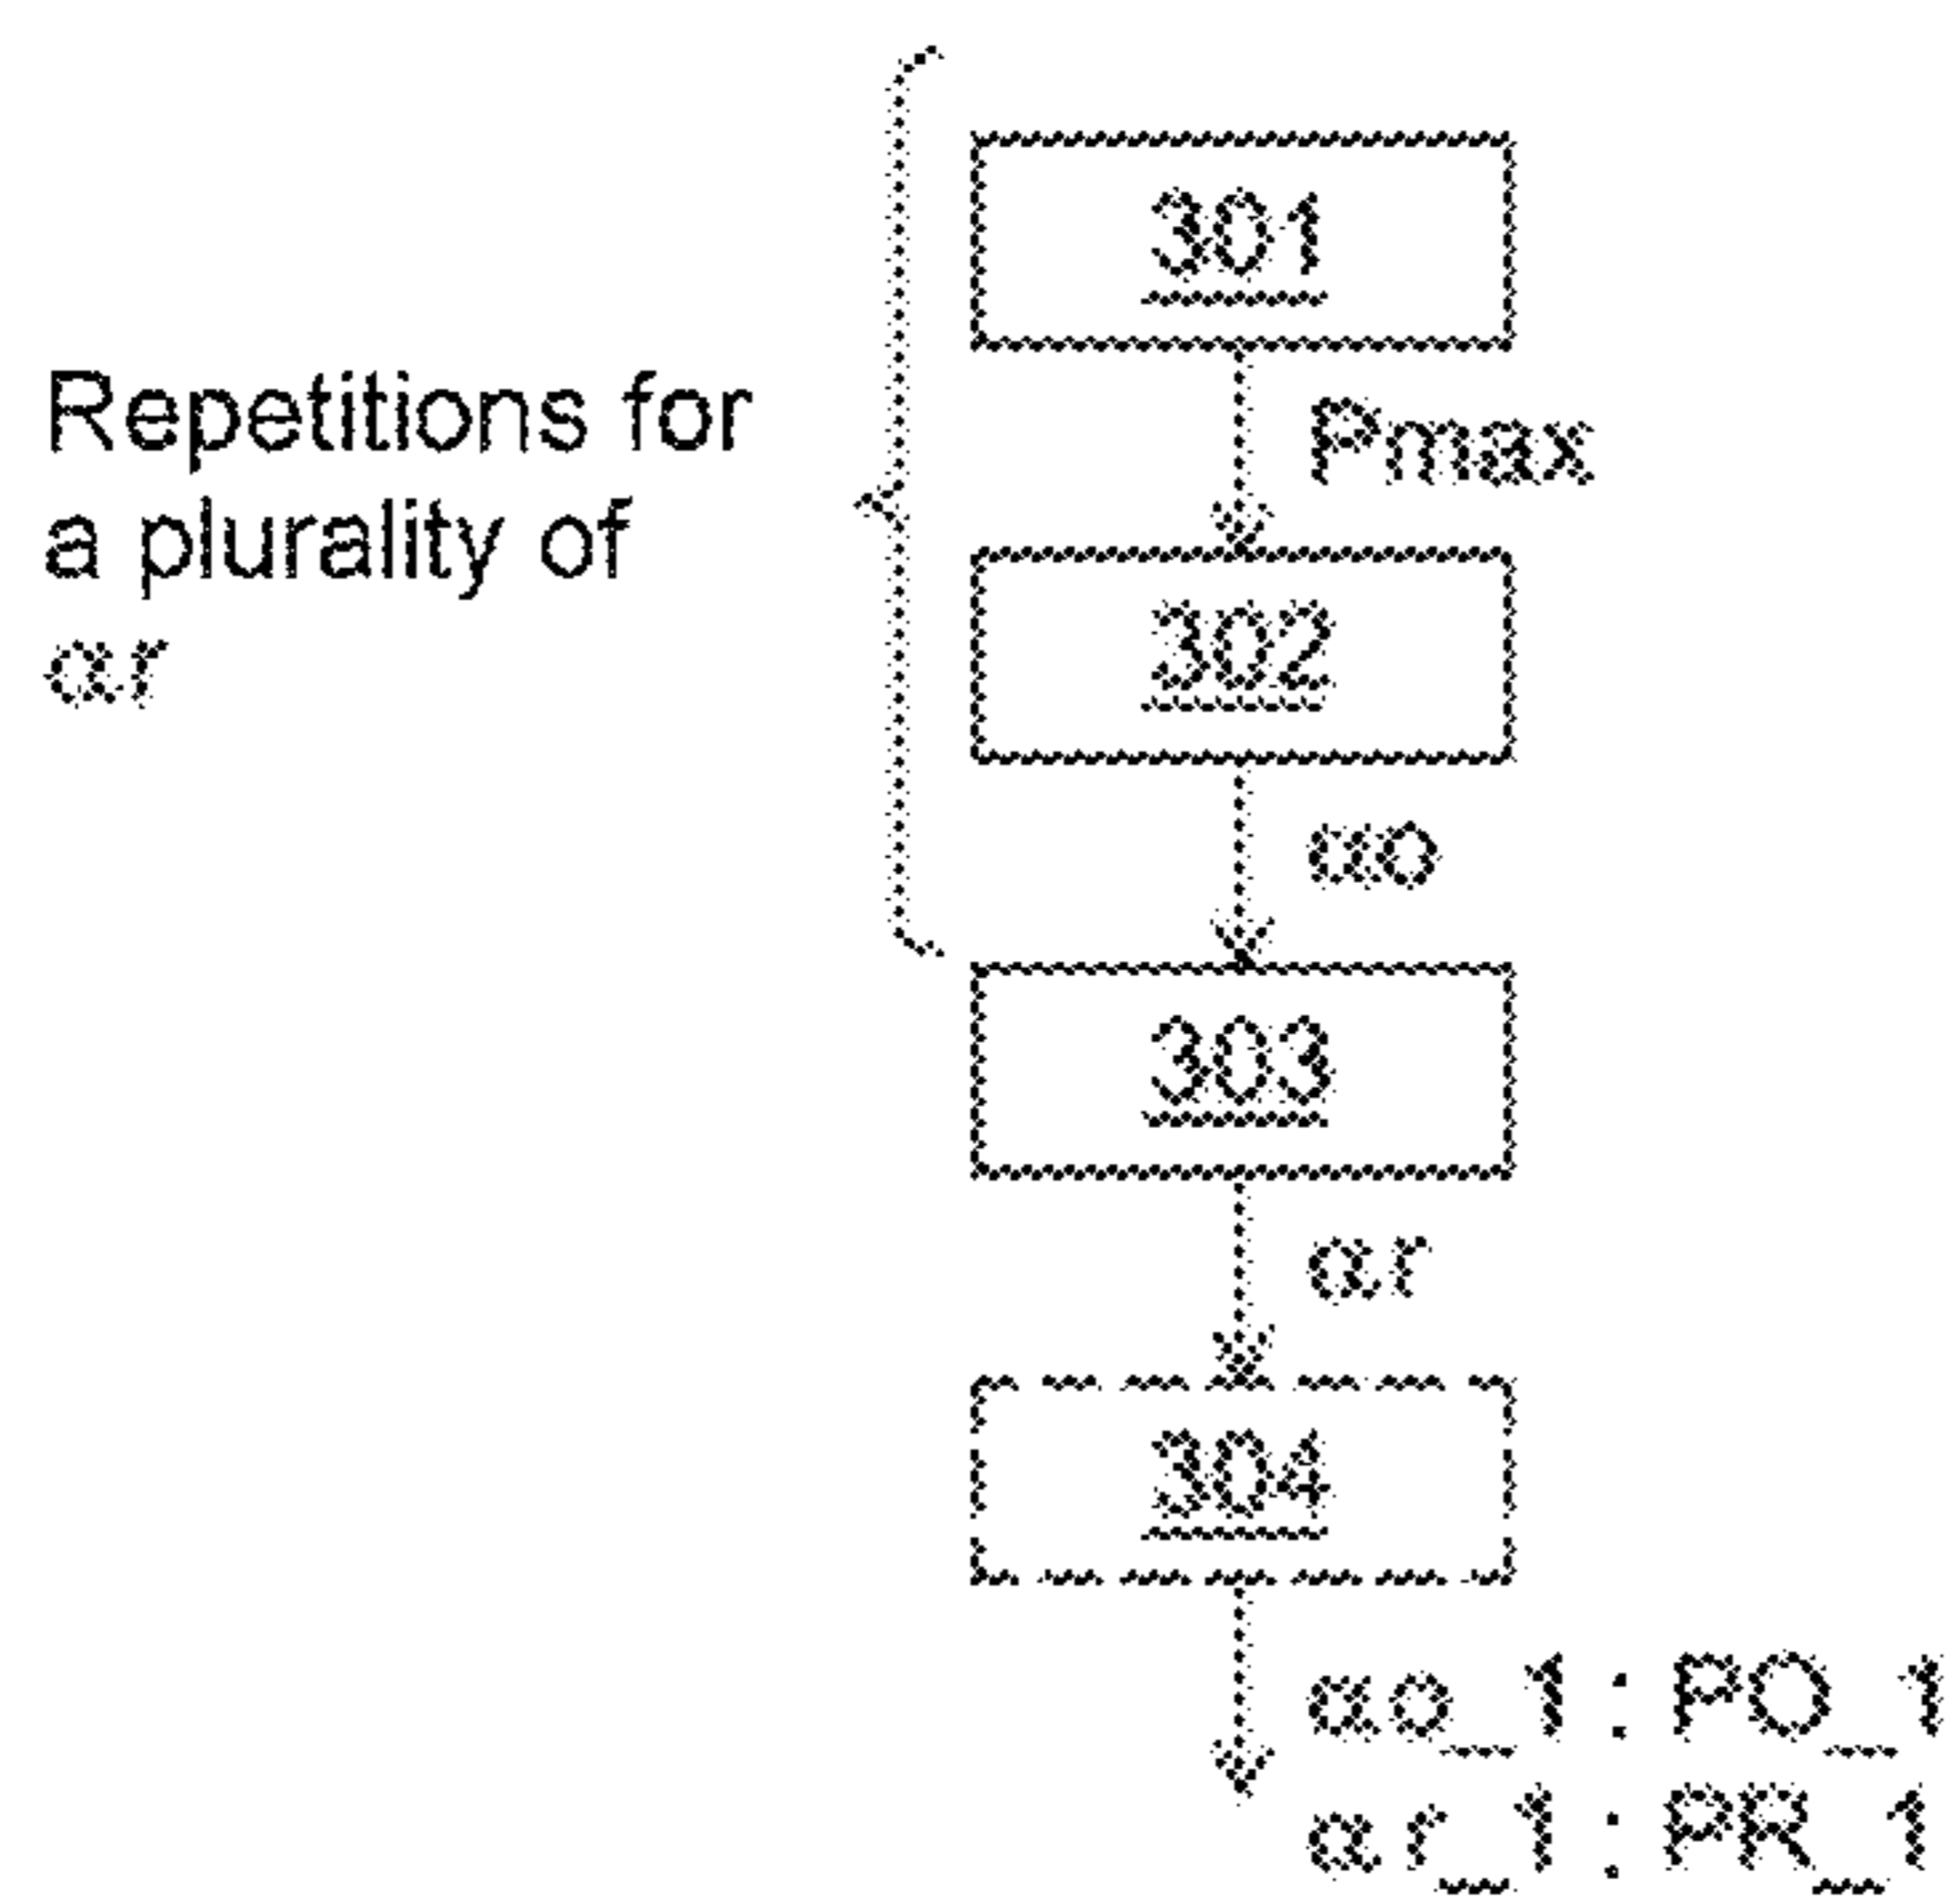 301
Repetitions for
a plurality of
αr
Pmax
302
αo
303
αr
304
αo_1 : PO_1
αr_1 : PR_1